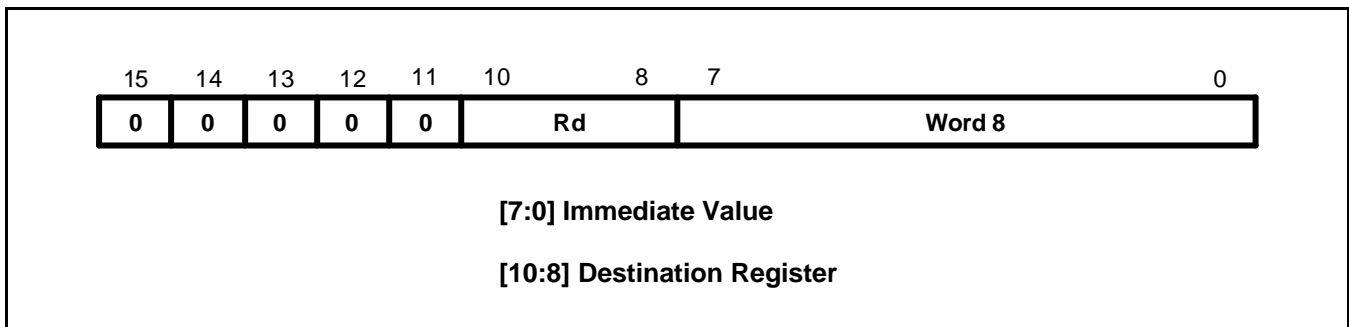 15 14 13 12 11 10 8 7 0
0 0 0 0 0 Rd Word 8
[7:0] Immediate Value
[10:8] Destination Register